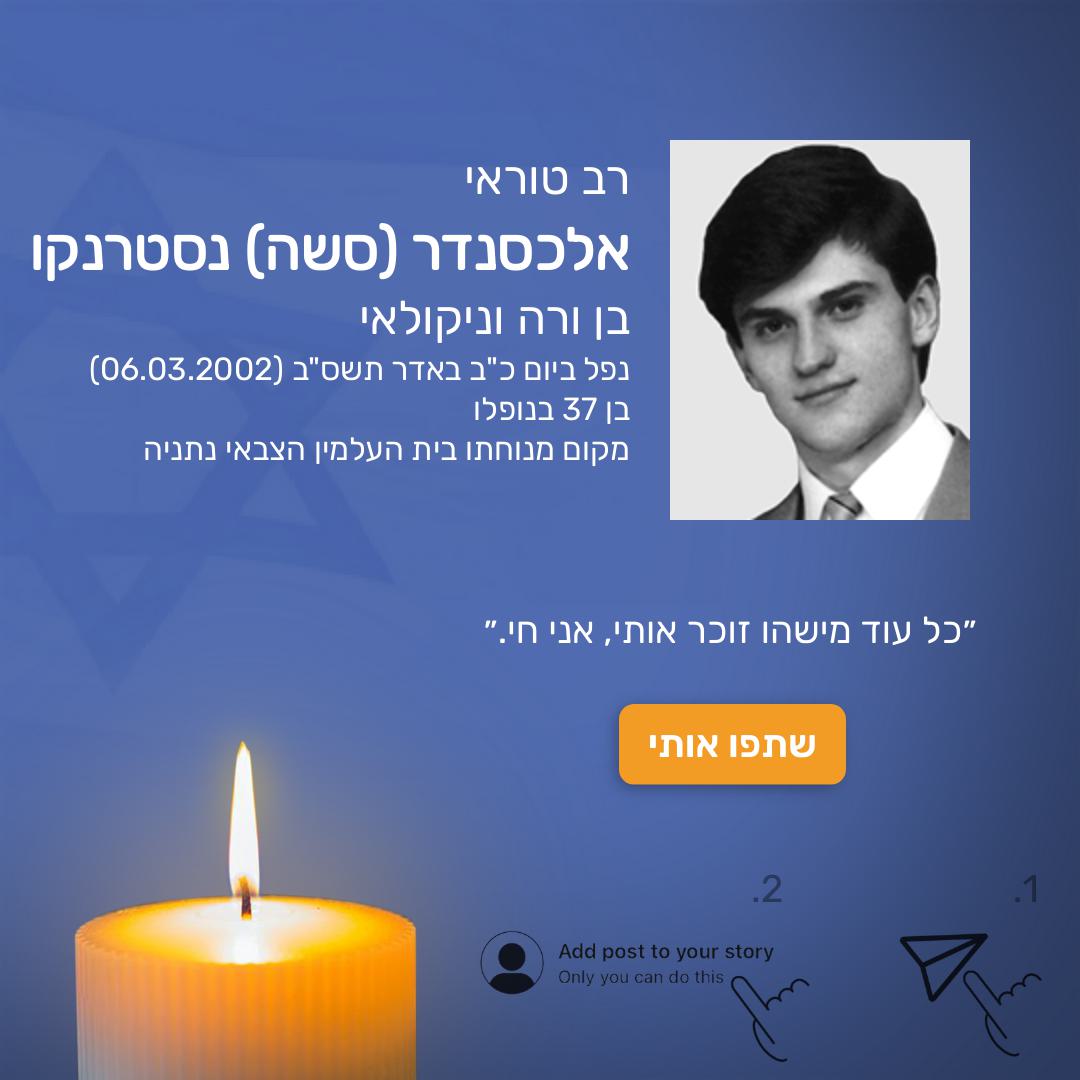 רב טוראי
אלכסנדר (סשה) נסטרנקו
בן ורה וניקולאי
נפל ביום כ"ב באדר תשס"ב (06.03.2002)
בן 37 בנופלו
מקום מנוחתו בית העלמין הצבאי נתניה
״כל עוד מישהו זוכר אותי, אני חי.״
שתפו אותי
1.
2.
Add post to your story
Only you can do this